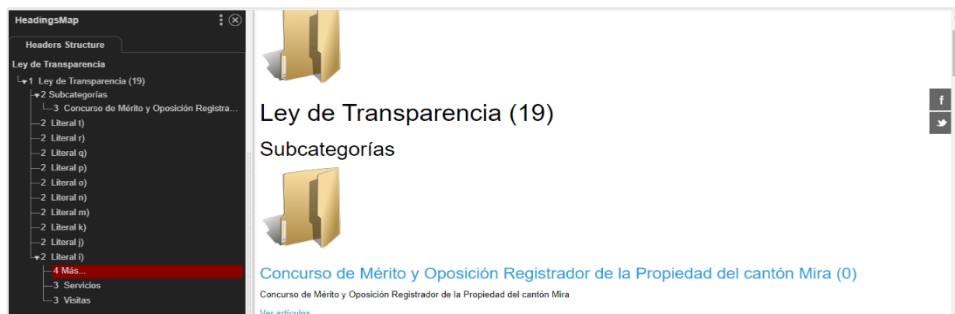 HeadingsMap
Headers Structure
Ley de Transparencia
1 Ley de Transparencia (19)
2 Subcategorías
3 Concurso de Mérito y Oposición Registra...
2 Literal t)
2 Literal r)
2 Literal q)
2 Literal p)
2 Literal o)
2 Literal n)
2 Literal m)
2 Literal k)
2 Literal j)
2 Literal i)
4 Más...
3 Servicios
3 Visitas
Ley de Transparencia (19)
Subcategorías
Concurso de Mérito y Oposición Registrador de la Propiedad del cantón Mira (0)
Concurso de Mérito y Oposición Registrador de la Propiedad del cantón Mira
Ver artículos
f